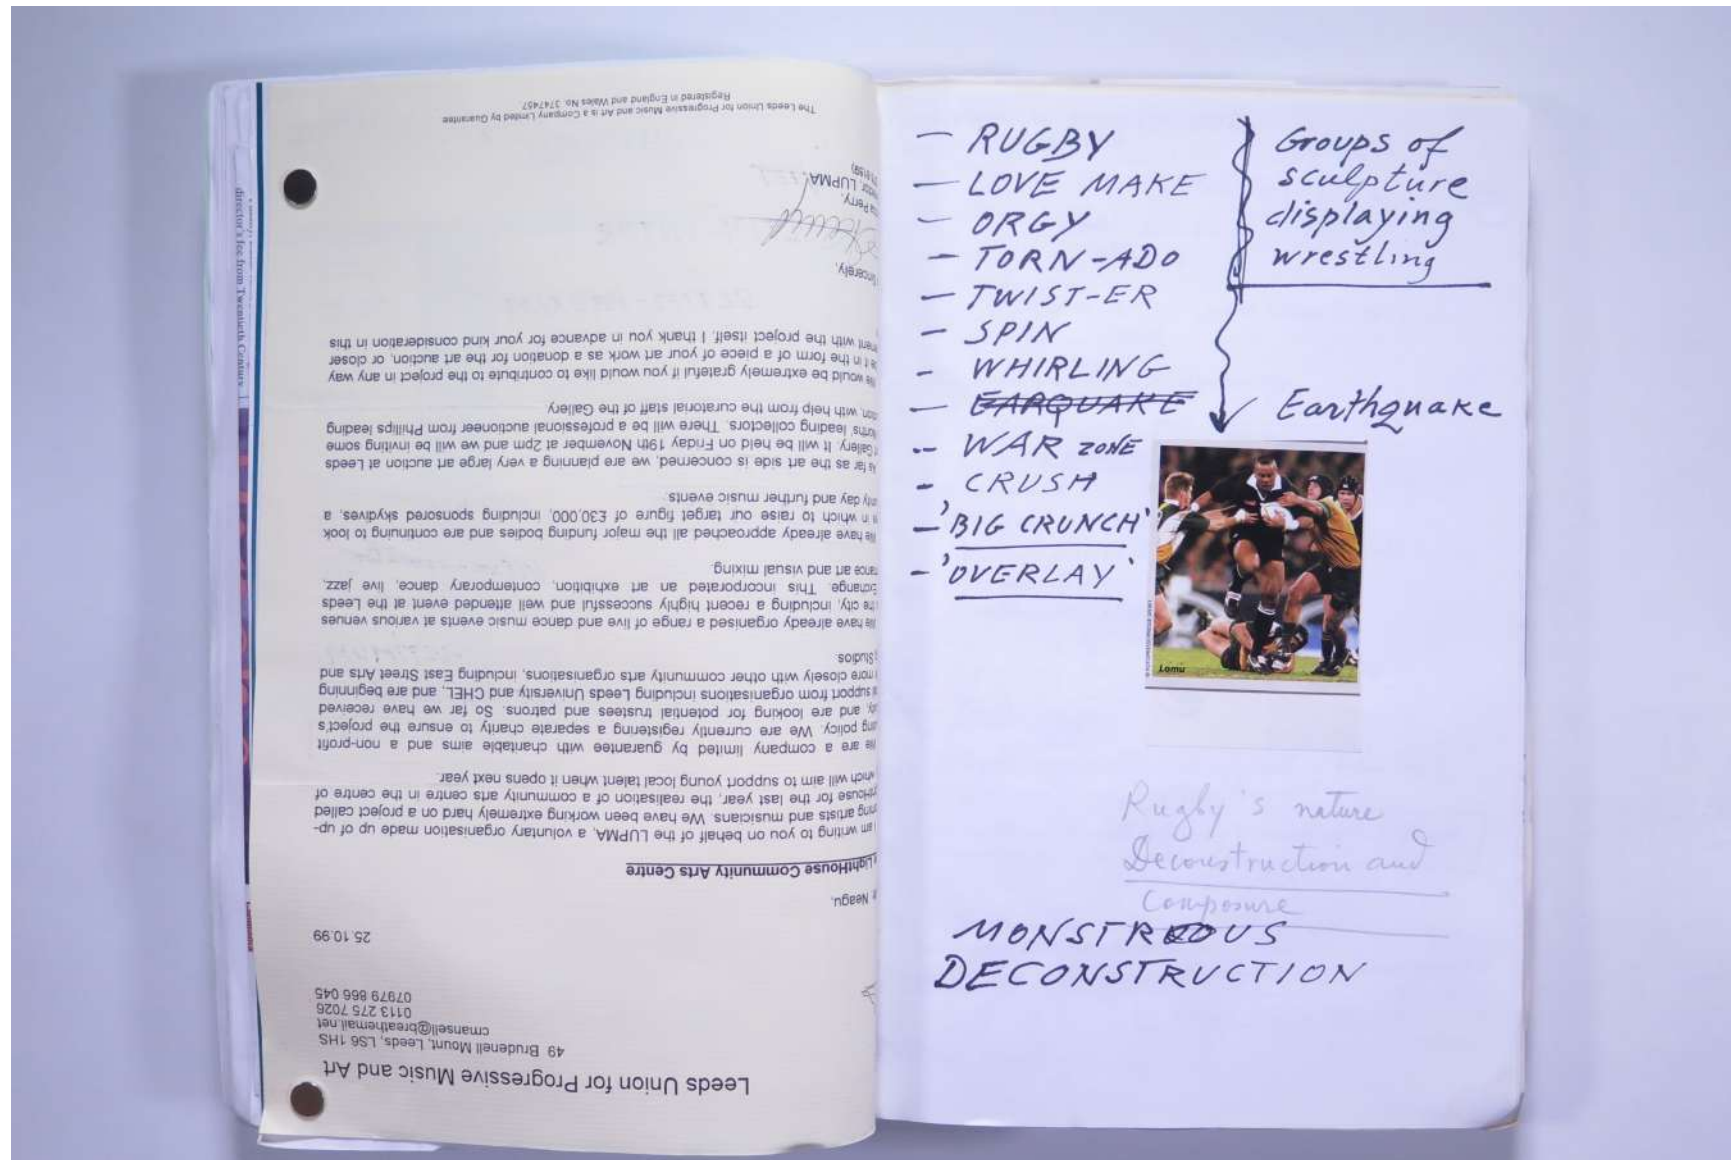 Leeds Union for Progressive Music and Art
49 Brudenell Mount, Leeds, LS6 1HS
cmansell@breathemail.net
0113 275 7026
07979 866 045
25.10.99
Neagu,
LightHouse Community Arts Centre
am writing to you on behalf of the LUPMA, a voluntary organisation made up of up-
artists and musicians. We have been working extremely hard on a project called
for the last year, the realisation of a community arts centre in the centre of
which will aim to support young local talent when it opens next year.
We are a company limited by guarantee with charitable aims and a non-profit
policy. We are currently registering a separate charity to ensure the project's
and are looking for potential trustees and patrons. So far we have received
support from organisations including Leeds University and CHEL, and are beginning
more closely with other community arts organisations, including East Street Arts and
Studios.
We have already organised a range of live and dance music events at various venues
the city, including a recent highly successful and well attended event at the Leeds
Exchange. This incorporated an art exhibition, contemporary dance, live jazz,
art and visual mixing.
We have already approached all the major funding bodies and are continuing to look
in which to raise our target figure of £30,000, including sponsored skydives, a
day and further music events.
As far as the art side is concerned, we are planning a very large art auction at Leeds
Gallery. It will be held on Friday 19th November at 2pm and we will be inviting some
leading collectors. There will be a professional auctioneer from Phillips leading
with help from the curatorial staff of the Gallery.
We would be extremely grateful if you would like to contribute to the project in any way
in the form of a piece of your art work as a donation for the art auction, or closer
with the project itself. I thank you in advance for your kind consideration in this
Perry,
LUPMA
The Leeds Union for Progressive Music and Art is a Company Limited by Guarantee
Registered in England and Wales No. 3747457
director's fee from Twentieth Century
– RUGBY
– LOVE MAKE
– ORGY
– TORN-ADO
– TWIST-ER
– SPIN
– WHIRLING
– EARQUAKE
-- WAR ZONE
– CRUSH
– 'BIG CRUNCH'
– 'OVERLAY'
Groups of
sculpture
displaying
wrestling
Earthquake
Lomu
Rugby's nature
Deconstruction and
Composure
MONSTROUS
DECONSTRUCTION